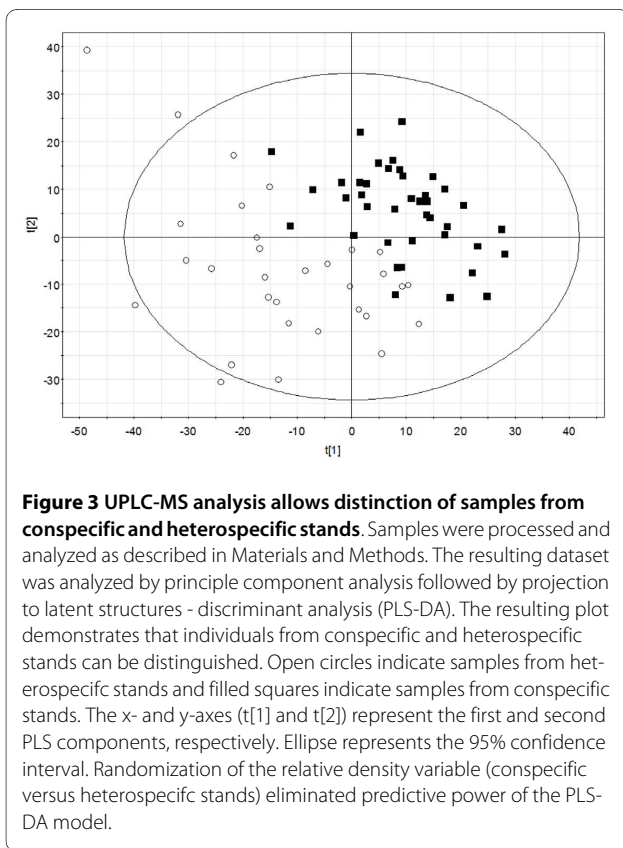 40
30
20
10
0
-10
-20
-30
t[2]
-50 -40 -30 -20 -10 0 10 20 30 40
t[1]
Figure 3 UPLC-MS analysis allows distinction of samples from
conspecific and heterospecific stands. Samples were processed and
analyzed as described in Materials and Methods. The resulting dataset
was analyzed by principle component analysis followed by projection
to latent structures - discriminant analysis (PLS-DA). The resulting plot
demonstrates that individuals from conspecific and heterospecific
stands can be distinguished. Open circles indicate samples from het-
erospecifc stands and filled squares indicate samples from conspecific
stands. The x- and y-axes (t[1] and t[2]) represent the first and second
PLS components, respectively. Ellipse represents the 95% confidence
interval. Randomization of the relative density variable (conspecific
versus heterospecifc stands) eliminated predictive power of the PLS-
DA model.